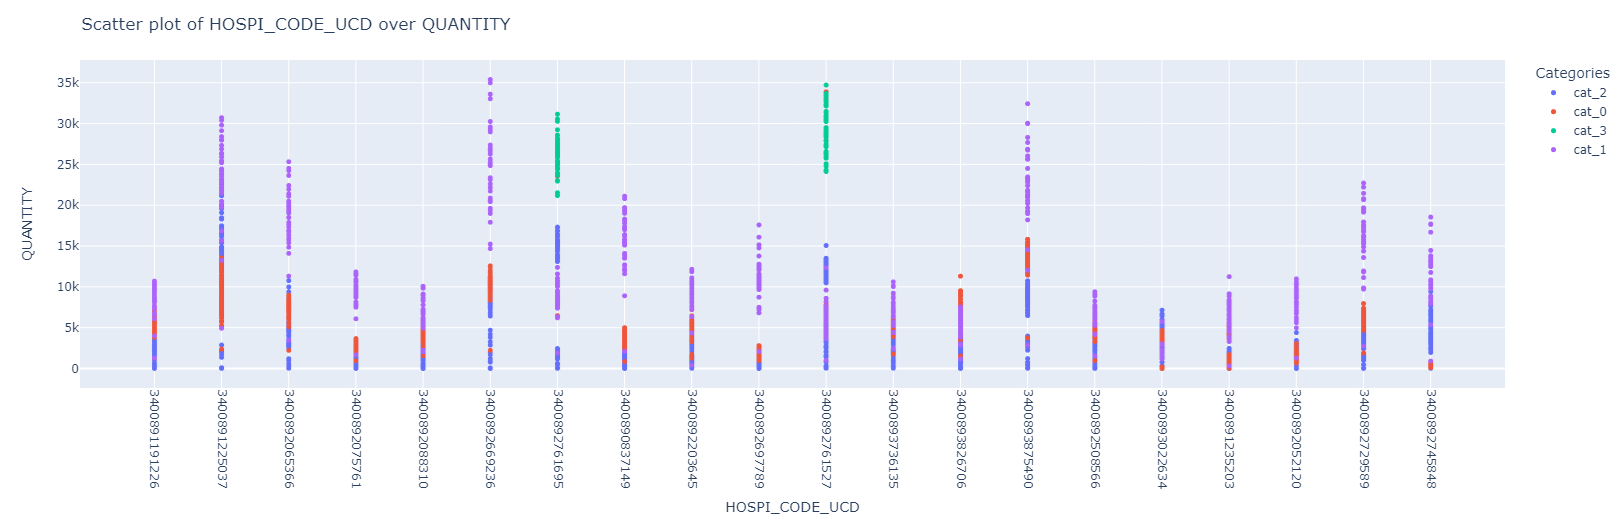 Scatter plot of HOSPI_CODE_UCD over QUANTITY
Categories
cat_2
cat_0
cat_3
cat_1
35k
30k
25k
20k
15k
10k
5k
0
QUANTITY
3400891191226
3400891225037
3400892065366
3400892075761
3400892088310
3400892669236
3400892761695
3400890837149
3400892203645
3400892697789
3400892761527
3400893736135
3400893826706
3400893875490
3400892508566
3400893022634
3400891235203
3400892052120
3400892729589
3400892745848
HOSPI_CODE_UCD